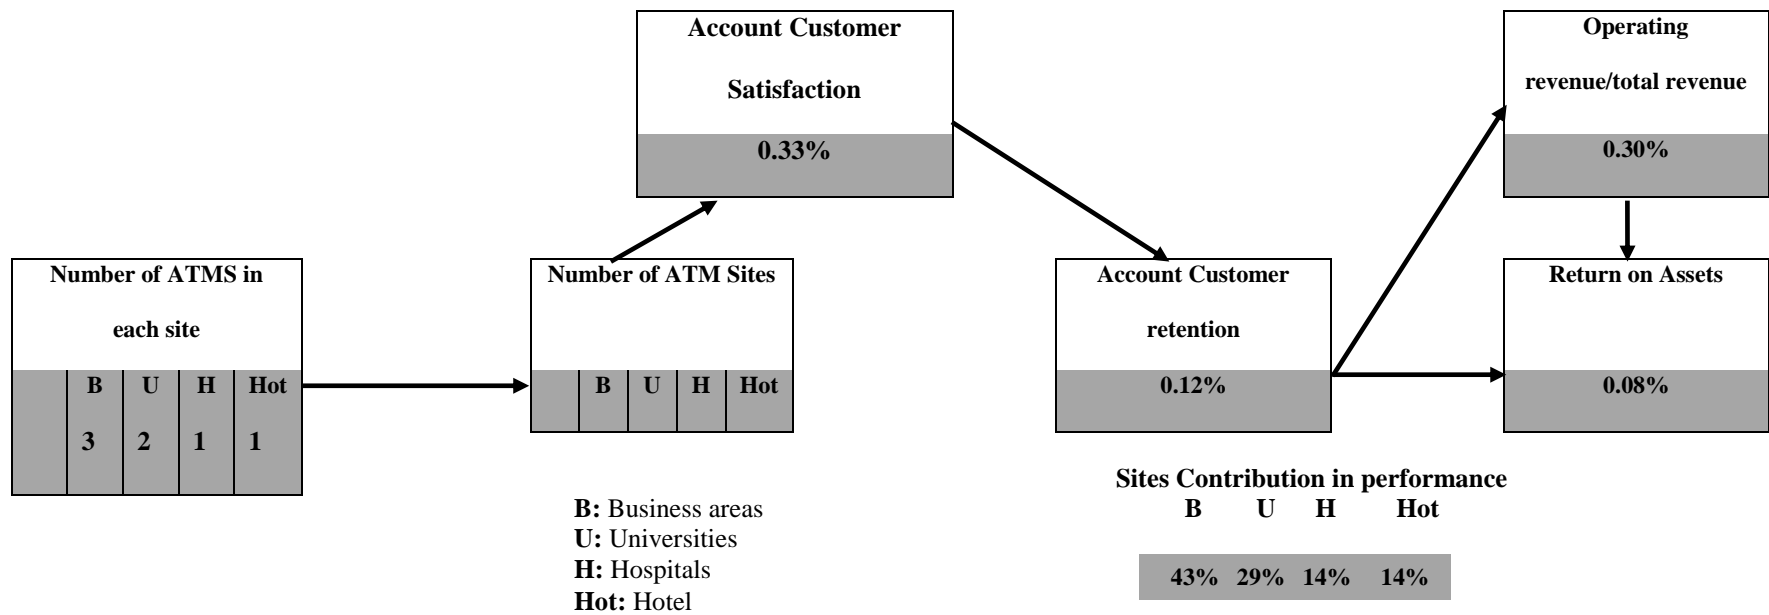 Account Customer
Satisfaction
0.33%
Operating
revenue/total revenue
0.30%
Number of ATMS in
each site
B U H Hot
3 2 1 1
Number of ATM Sites
B U H Hot
Account Customer
retention
0.12%
Return on Assets
0.08%
B: Business areas
U: Universities
H: Hospitals
Hot: Hotel
Sites Contribution in performance
B U H Hot
43% 29% 14% 14%